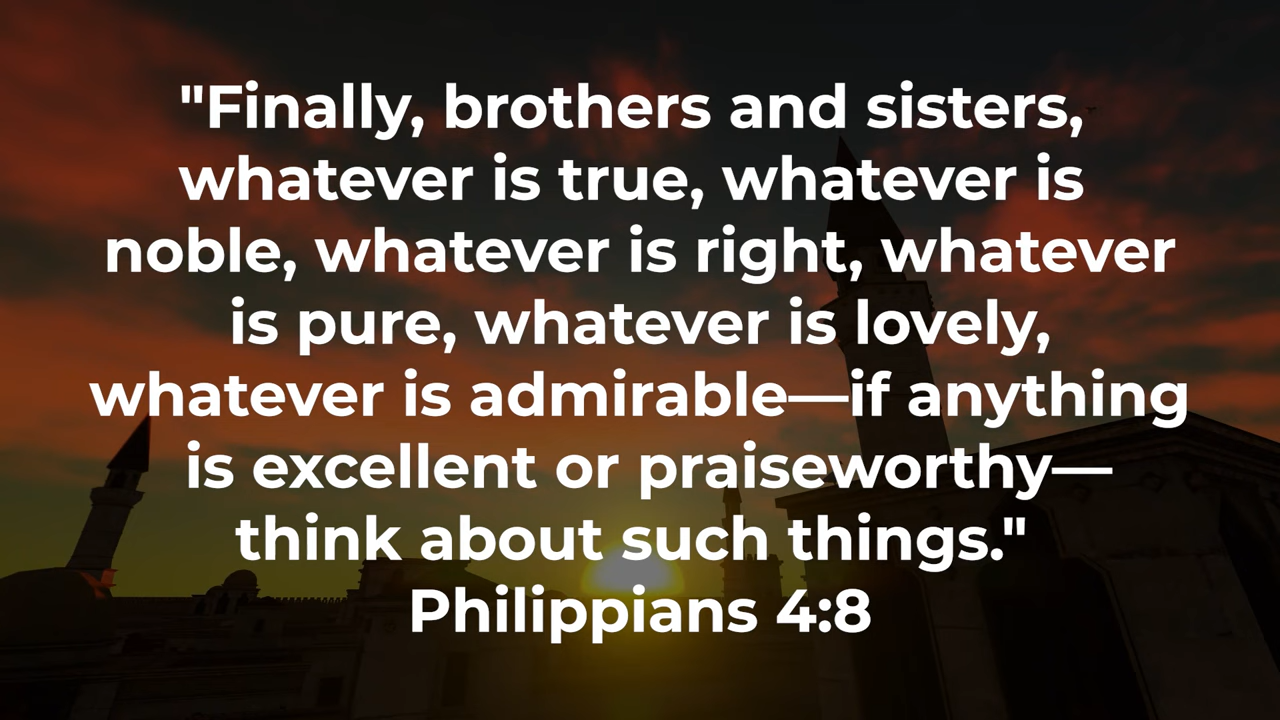 "Finally, brothers and sisters,
whatever is true, whatever is
noble, whatever is right, whatever
is pure, whatever is lovely,
whatever is admirable—if anything
is excellent or praiseworthy—
think about such things."
Philippians 4:8